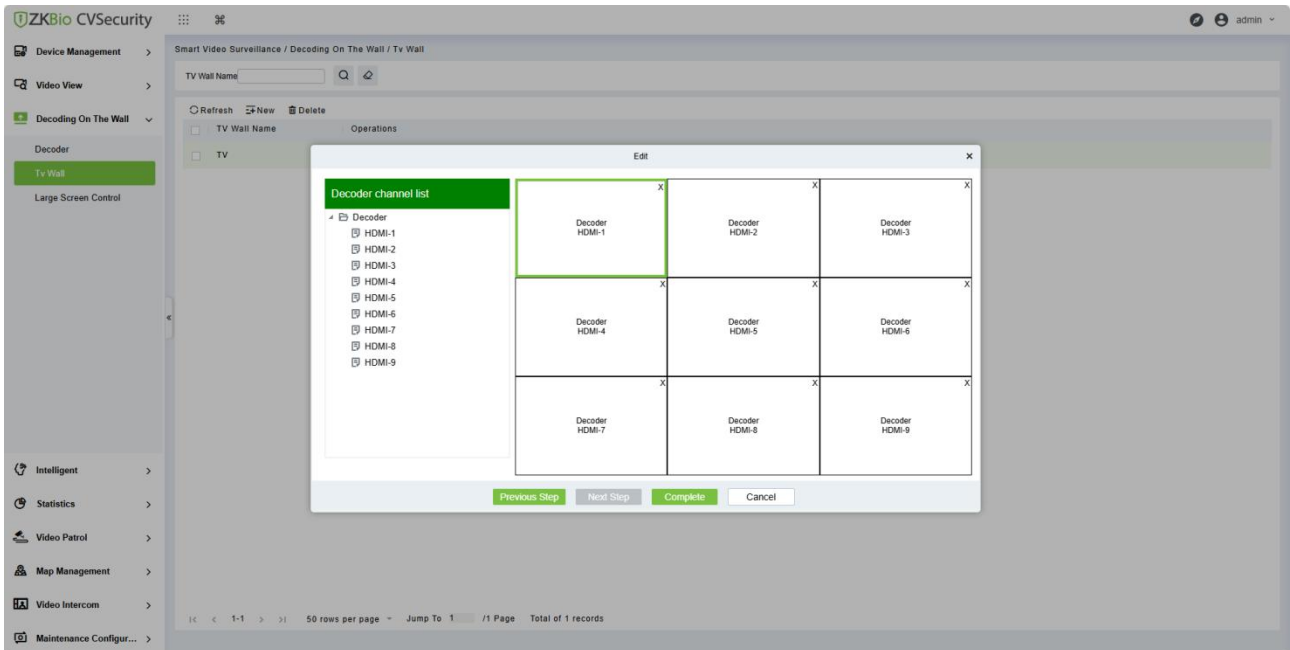 ZKBio CVSecurity
admin
Device Management
Video View
Decoding On The Wall
Decoder
Tv Wall
Large Screen Control
Intelligent
Statistics
Video Patrol
Map Management
Video Intercom
Maintenance Configur...
Smart Video Surveillance / Decoding On The Wall / Tv Wall
TV Wall Name
Refresh New Delete
TV Wall Name Operations
TV
Edit
Decoder channel list
Decoder
HDMI-1
HDMI-2
HDMI-3
HDMI-4
HDMI-5
HDMI-6
HDMI-7
HDMI-8
HDMI-9
X X X
Decoder Decoder Decoder
HDMI-1 HDMI-2 HDMI-3
X X X
Decoder Decoder Decoder
HDMI-4 HDMI-5 HDMI-6
X X X
Decoder Decoder Decoder
HDMI-7 HDMI-8 HDMI-9
Previous Step Next Step Complete Cancel
1-1 50 rows per page Jump To 1 /1 Page Total of 1 records